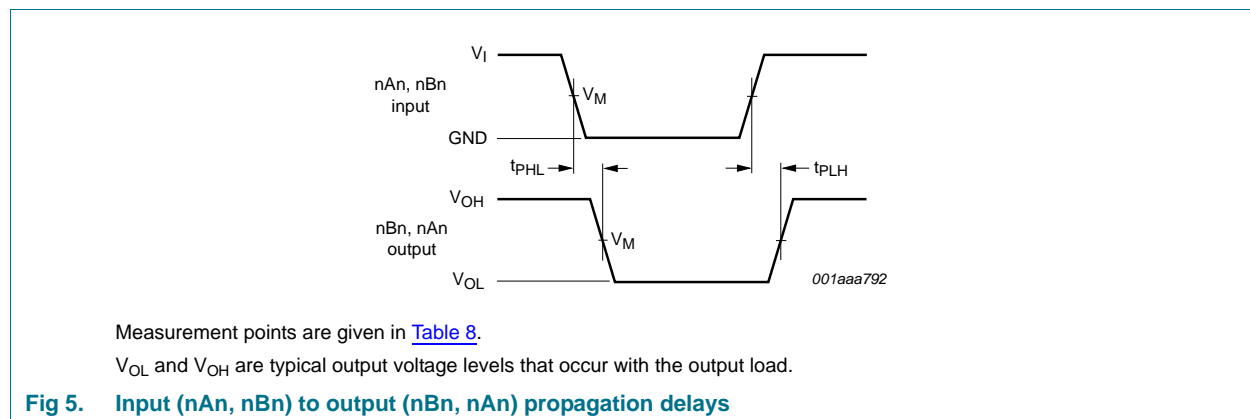 VI
nAn, nBn
input
VM
GND
tPHL
tPLH
VOH
nBn, nAn
output
VM
VOL
001aaa792
Measurement points are given in Table 8.
VOL and VOH are typical output voltage levels that occur with the output load.
Fig 5. Input (nAn, nBn) to output (nBn, nAn) propagation delays